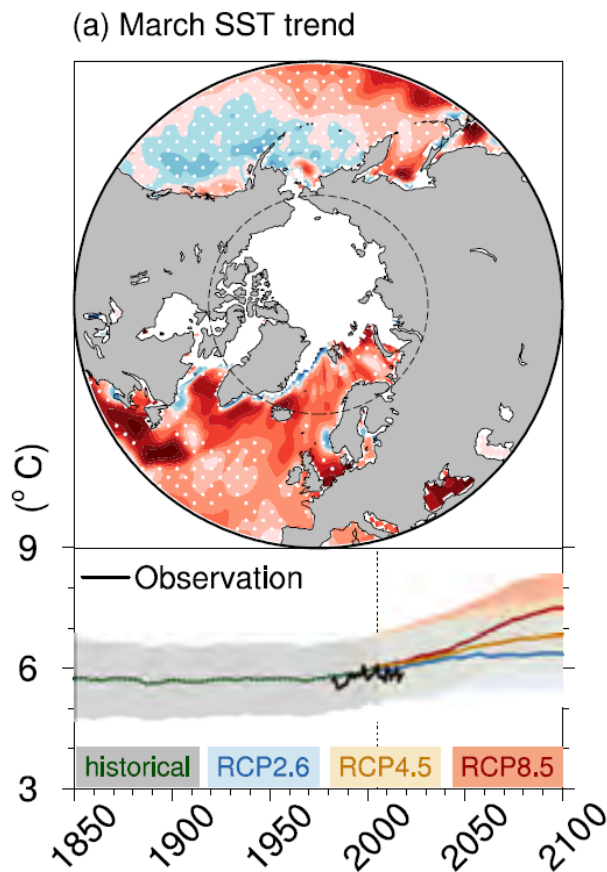 (a) March SST trend
(° C)
9
Observation
6
historical RCP2.6 RCP4.5 RCP8.5
3
1850 1900 1950 2000 2050 2100